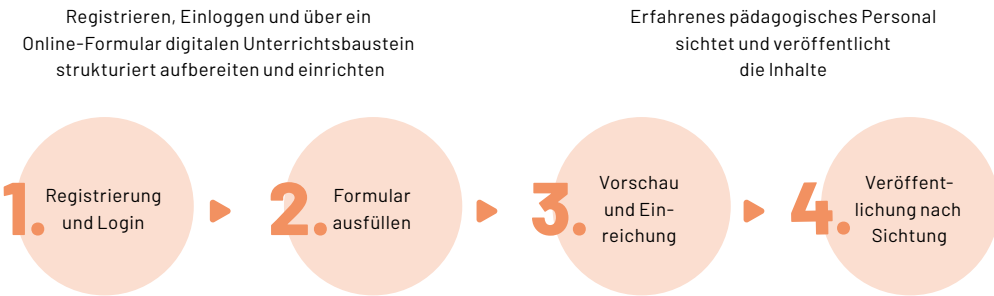 Registrieren, Einloggen und über ein
Online-Formular digitalen Unterrichtsbaustein
strukturiert aufbereiten und einrichten
Erfahrenes pädagogisches Personal
sichtet und veröffentlicht
die Inhalte
1.
Registrierung
und Login
2.
Formular
ausfüllen
3.
Vorschau
und Ein-
reichung
4.
Veröffent-
lichung nach
Sichtung